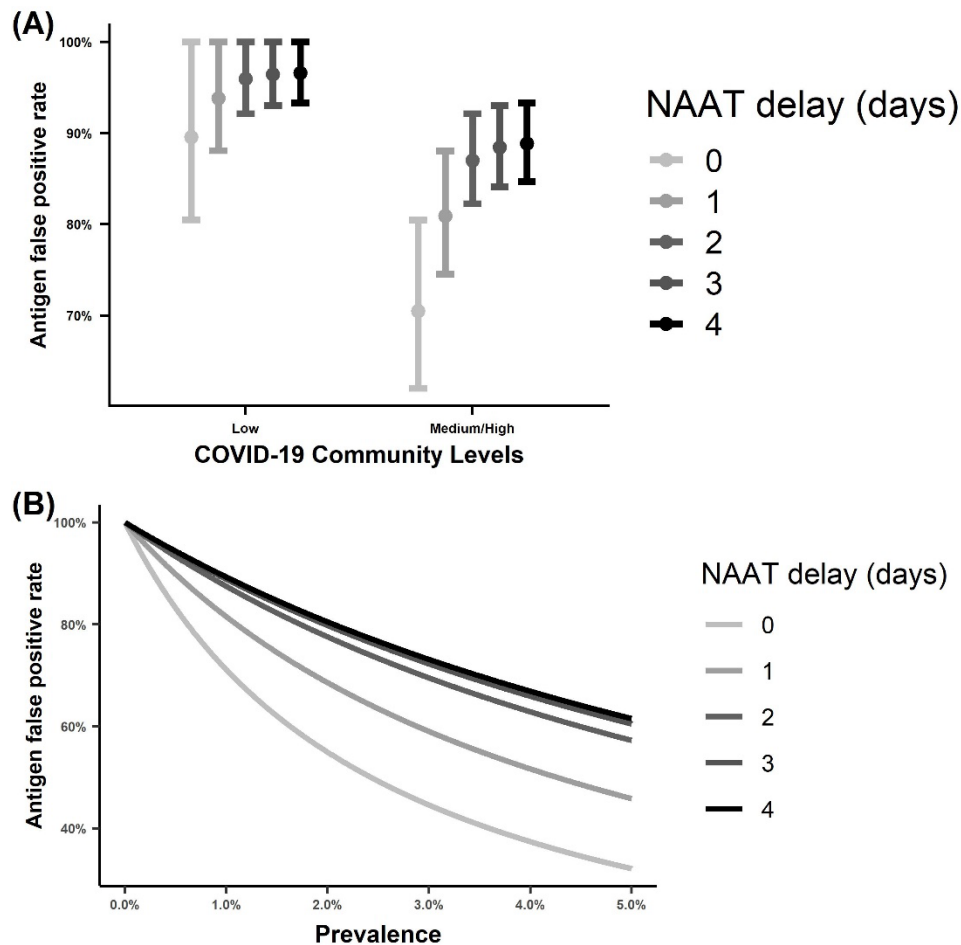 (A)
100%
90%
80%
70%
Antigen false positive rate
Low
Medium/High
COVID-19 Community Levels
NAAT delay (days)
0
1
2
3
4
(B)
100%
80%
60%
40%
Antigen false positive rate
0.0%
1.0%
2.0%
3.0%
4.0%
5.0%
Prevalence
NAAT delay (days)
0
1
2
3
4